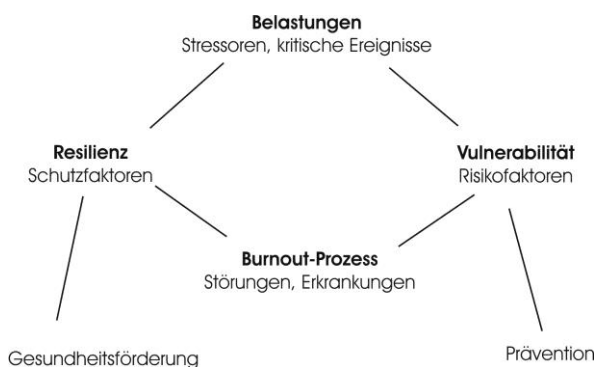 Belastungen
Stressoren, kritische Ereignisse
Resilienz
Schutzfaktoren
Vulnerabilität
Risikofaktoren
Burnout-Prozess
Störungen, Erkrankungen
Gesundheitsförderung
Prävention